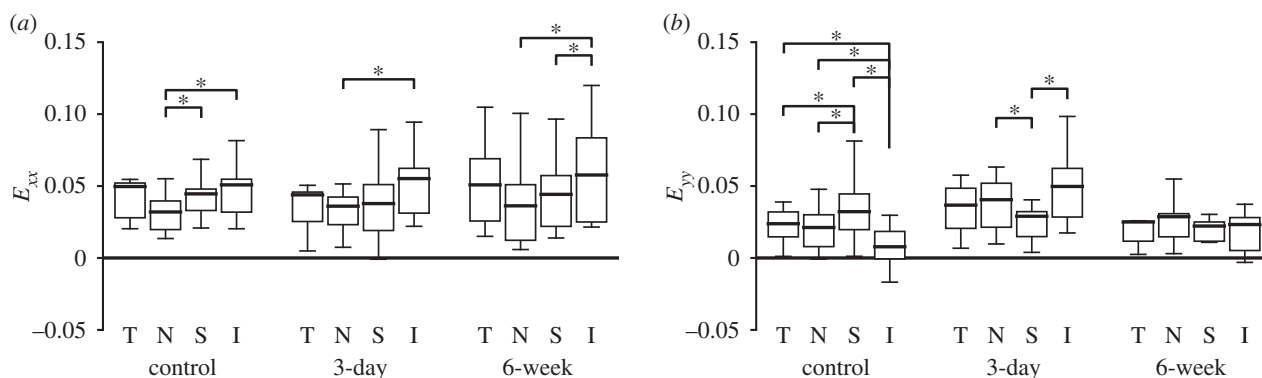 (a)
0.15
0.10
0.05
0
–0.05
E_xx
* * * * *
T N S I T N S I T N S I
control 3-day 6-week
(b)
0.15
0.10
0.05
0
–0.05
E_yy
* * * * * * *
T N S I T N S I T N S I
control 3-day 6-week